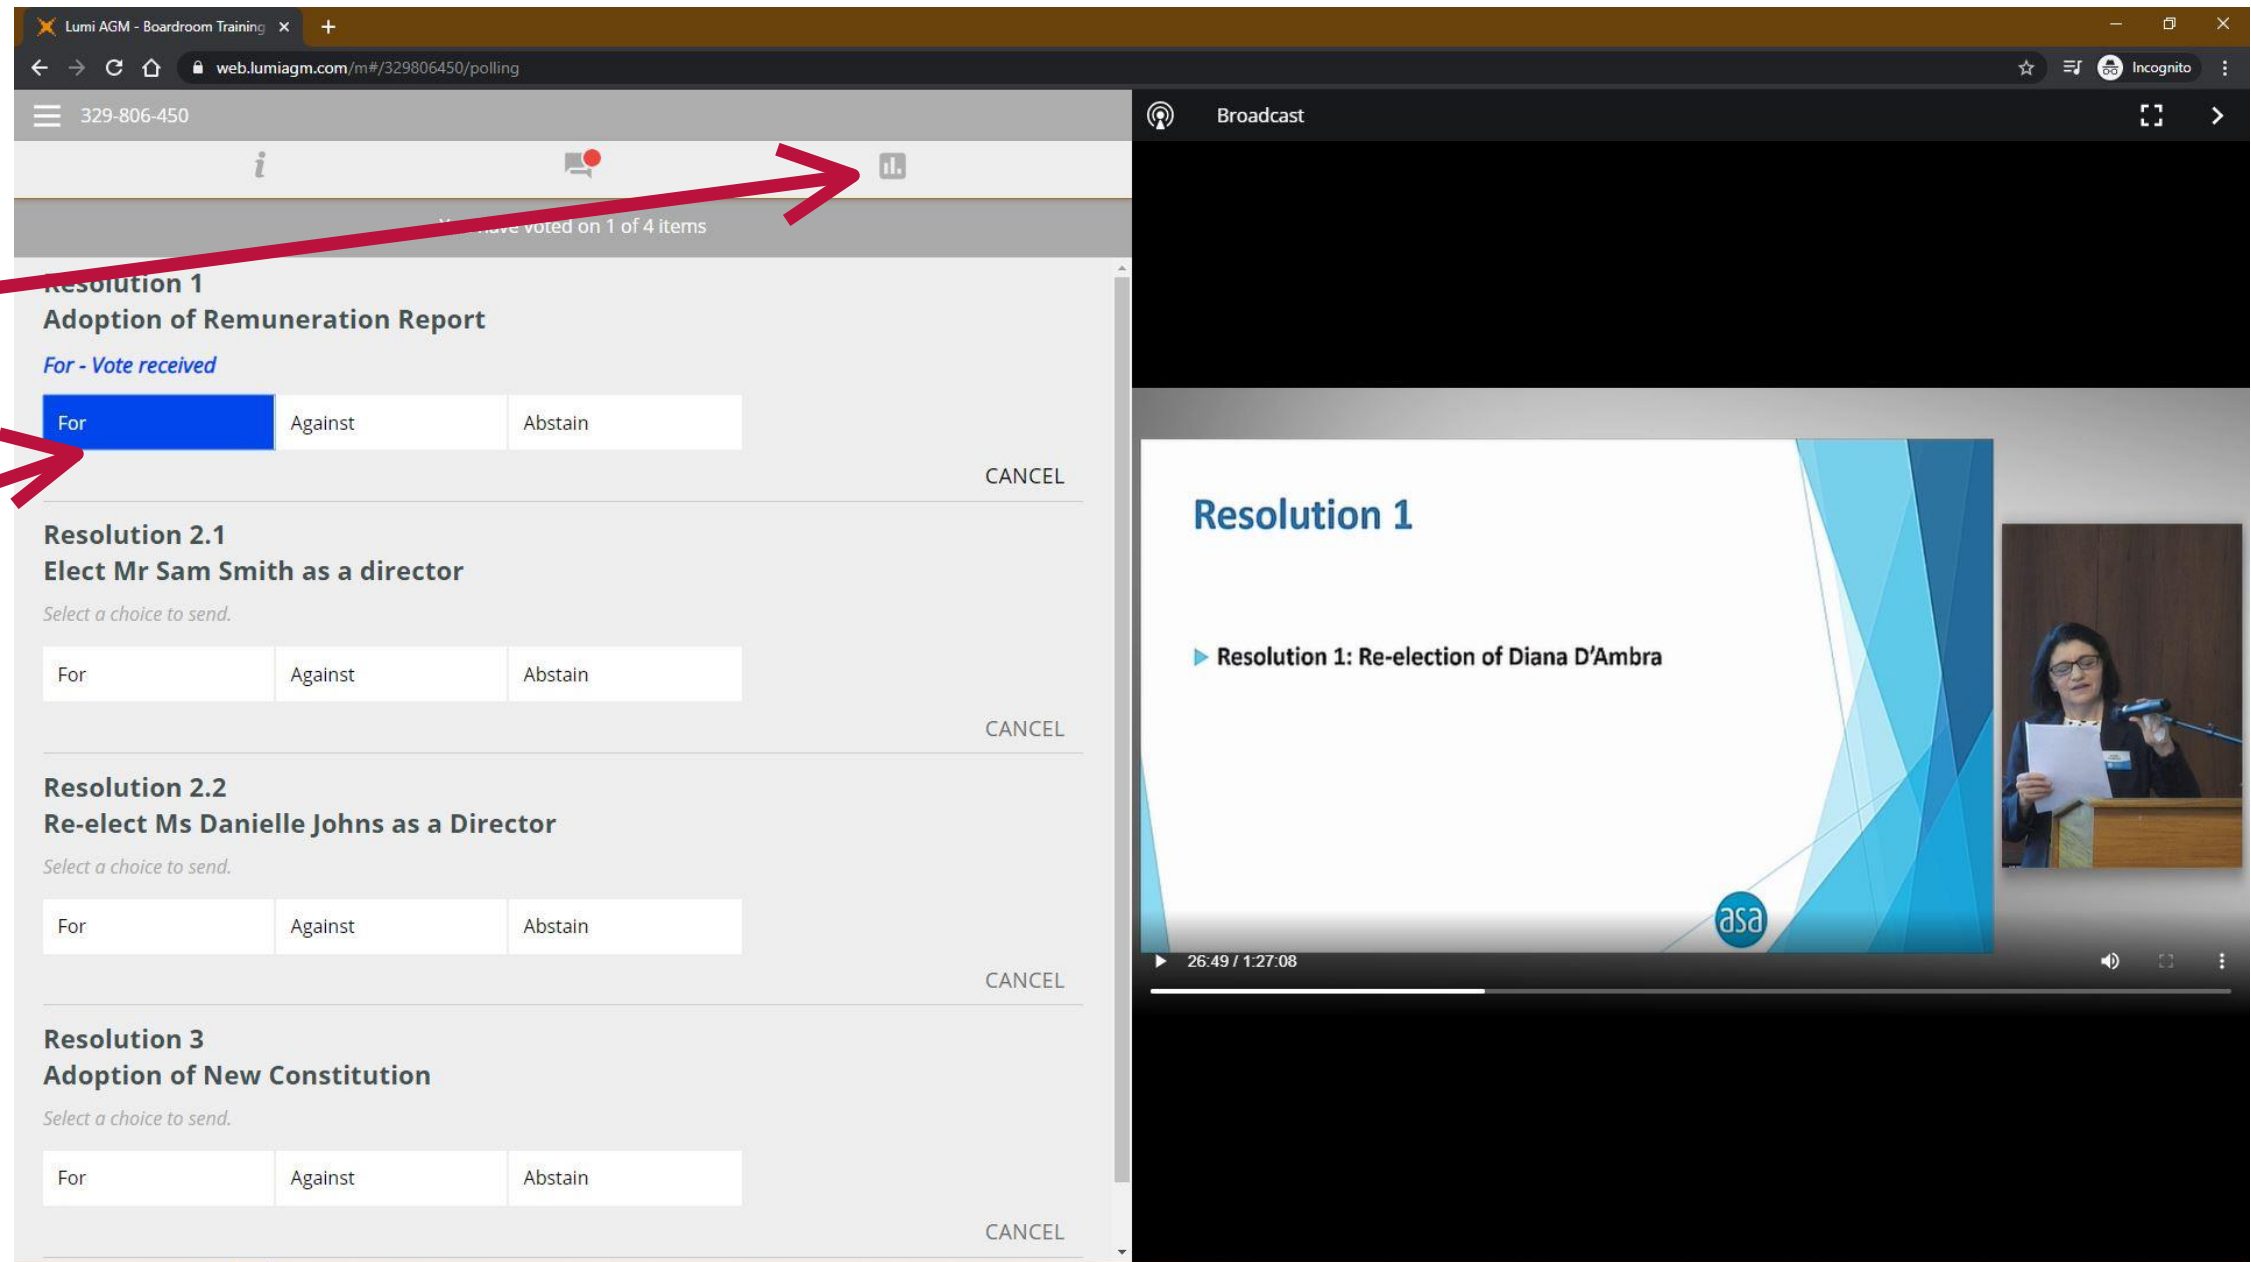 Lumi AGM - Boardroom Training
web.lumiagm.com/m#/329806450/polling
Incognito
329-806-450
i
have voted on 1 of 4 items
Resolution 1
Adoption of Remuneration Report
For - Vote received
For
Against
Abstain
CANCEL
Resolution 2.1
Elect Mr Sam Smith as a director
Select a choice to send.
For
Against
Abstain
CANCEL
Resolution 2.2
Re-elect Ms Danielle Johns as a Director
Select a choice to send.
For
Against
Abstain
CANCEL
Resolution 3
Adoption of New Constitution
Select a choice to send.
For
Against
Abstain
CANCEL
Broadcast
Resolution 1
Resolution 1: Re-election of Diana D'Ambra
asa
26:49 / 1:27:08